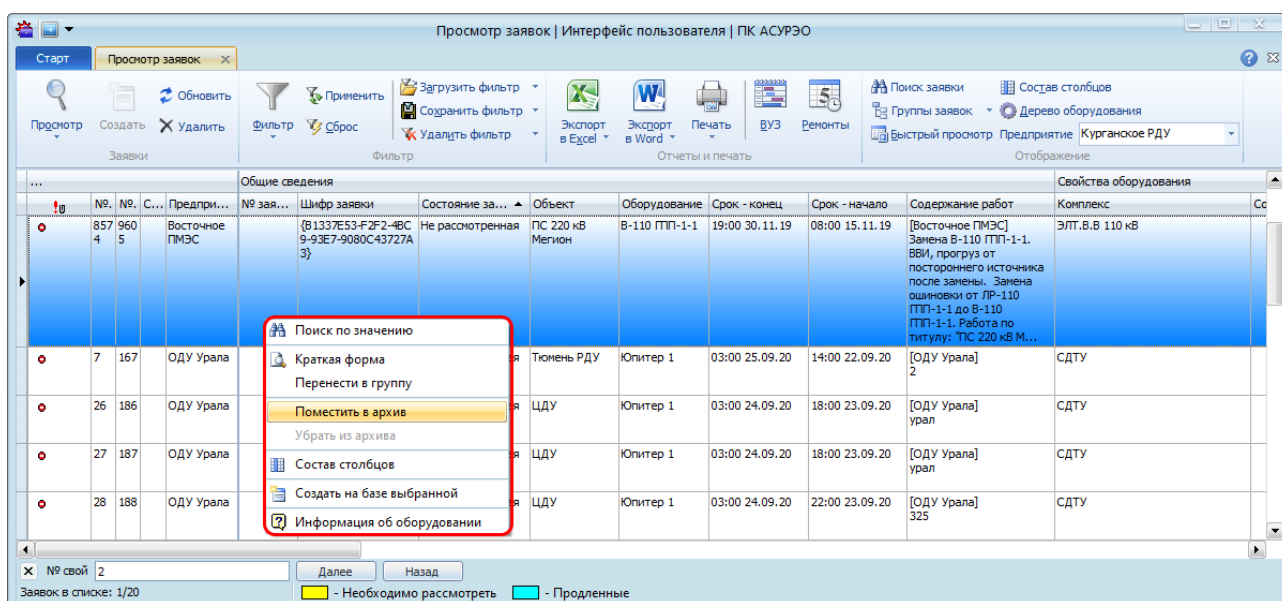 Просмотр заявок | Интерфейс пользователя | ПК АСУРЭО
Старт Просмотр заявок
Просмотр Создать Обновить Удалить Фильтр Применить Сброс Загрузить фильтр Сохранить фильтр Удалить фильтр Экспорт в Excel Экспорт в Word Печать ВУЗ Ремонты Поиск заявки Состав столбцов
Группы заявок Дерево оборудования
Быстрый просмотр Предприятие Курганское РДУ
Заявки Фильтр Отчеты и печать Отображение
... Общие сведения Свойства оборудования
№. №. С... Предпри... № зая... Шифр заявки Состояние за... Объект Оборудование Срок - конец Срок - начало Содержание работ Комплекс Со
857 960 Восточное {B1337E53-F2F2-4BC Не рассмотренная ПС 220 кВ В-110 ГПП-1-1 19:00 30.11.19 08:00 15.11.19 [Восточное ПМЭС] ЭЛТ.В.В 110 кВ
4 5 ПМЭС 9-93E7-9080C43727A Мегион Замена В-110 ГПП-1-1.
3} ВВИ, прогруз от
постороннего источника
после замены. Замена
ошиновки от ЛР-110
ГПП-1-1 до В-110
ГПП-1-1. Работа по
титулу: "ПС 220 кВ М...
Поиск по значению
Краткая форма
Перенести в группу
Поместить в архив
Убрать из архива
Состав столбцов
Создать на базе выбранной
Информация об оборудовании
7 167 ОДУ Урала я Тюмень РДУ Юпитер 1 03:00 25.09.20 14:00 22.09.20 [ОДУ Урала] СДТУ
2
26 186 ОДУ Урала я ЦДУ Юпитер 1 03:00 24.09.20 18:00 23.09.20 [ОДУ Урала] СДТУ
урал
27 187 ОДУ Урала я ЦДУ Юпитер 1 03:00 24.09.20 18:00 23.09.20 [ОДУ Урала] СДТУ
урал
28 188 ОДУ Урала я ЦДУ Юпитер 1 03:00 24.09.20 22:00 23.09.20 [ОДУ Урала] СДТУ
325
№ свой 2 Далее Назад
Заявок в списке: 1/20 - Необходимо рассмотреть - Продленные